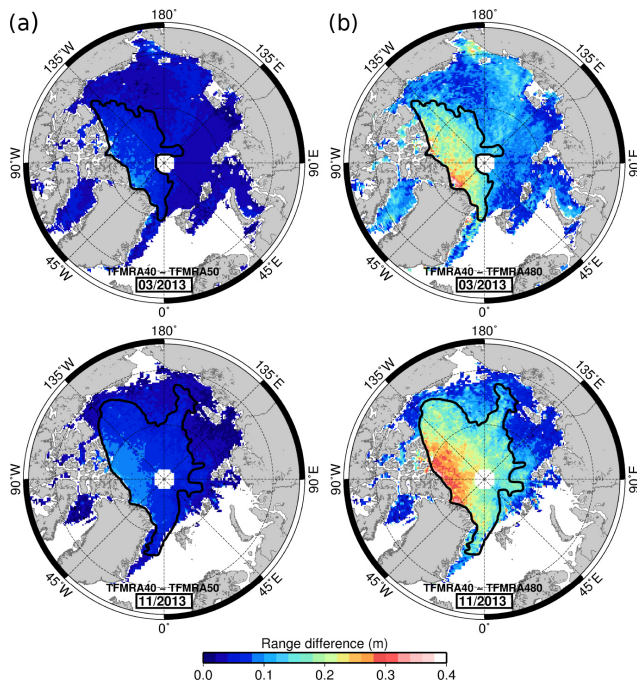 (a)
(b)
180˚
180˚
135˚W
135˚E
135˚W
135˚E
90˚W
90˚E
90˚W
90˚E
45˚W
45˚E
45˚W
45˚E
TFMRA40 – TFMRA50
TFMRA40 – TFMRA480
03/2013
03/2013
0˚
0˚
180˚
180˚
135˚W
135˚E
135˚W
135˚E
90˚W
90˚E
90˚W
90˚E
45˚W
45˚E
45˚W
45˚E
TFMRA40 – TFMRA50
TFMRA40 – TFMRA480
11/2013
11/2013
0˚
0˚
Range difference (m)
0.0 0.1 0.2 0.3 0.4